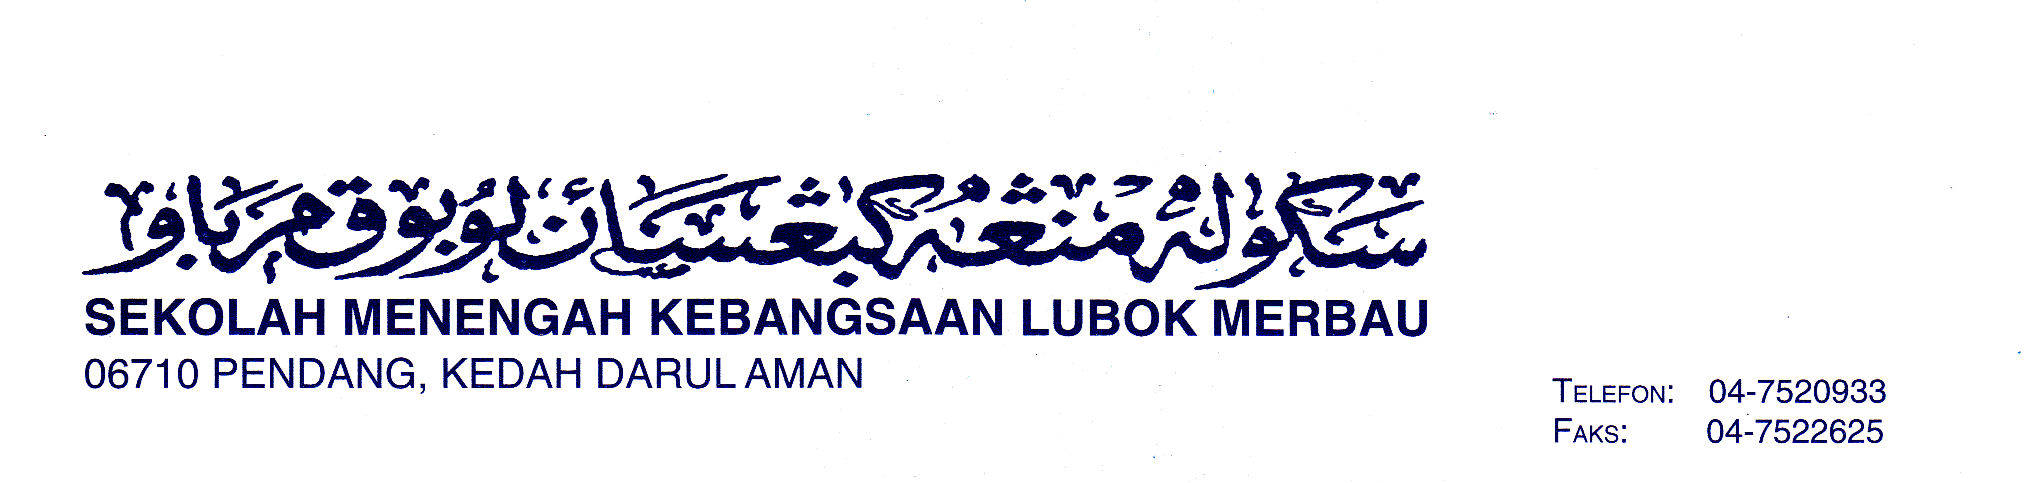 سکوله منڠه کبڠسأن لوبوق مرباو
SEKOLAH MENENGAH KEBANGSAAN LUBOK MERBAU
06710 PENDANG, KEDAH DARUL AMAN
TELEFON: 04-7520933
FAKS: 04-7522625